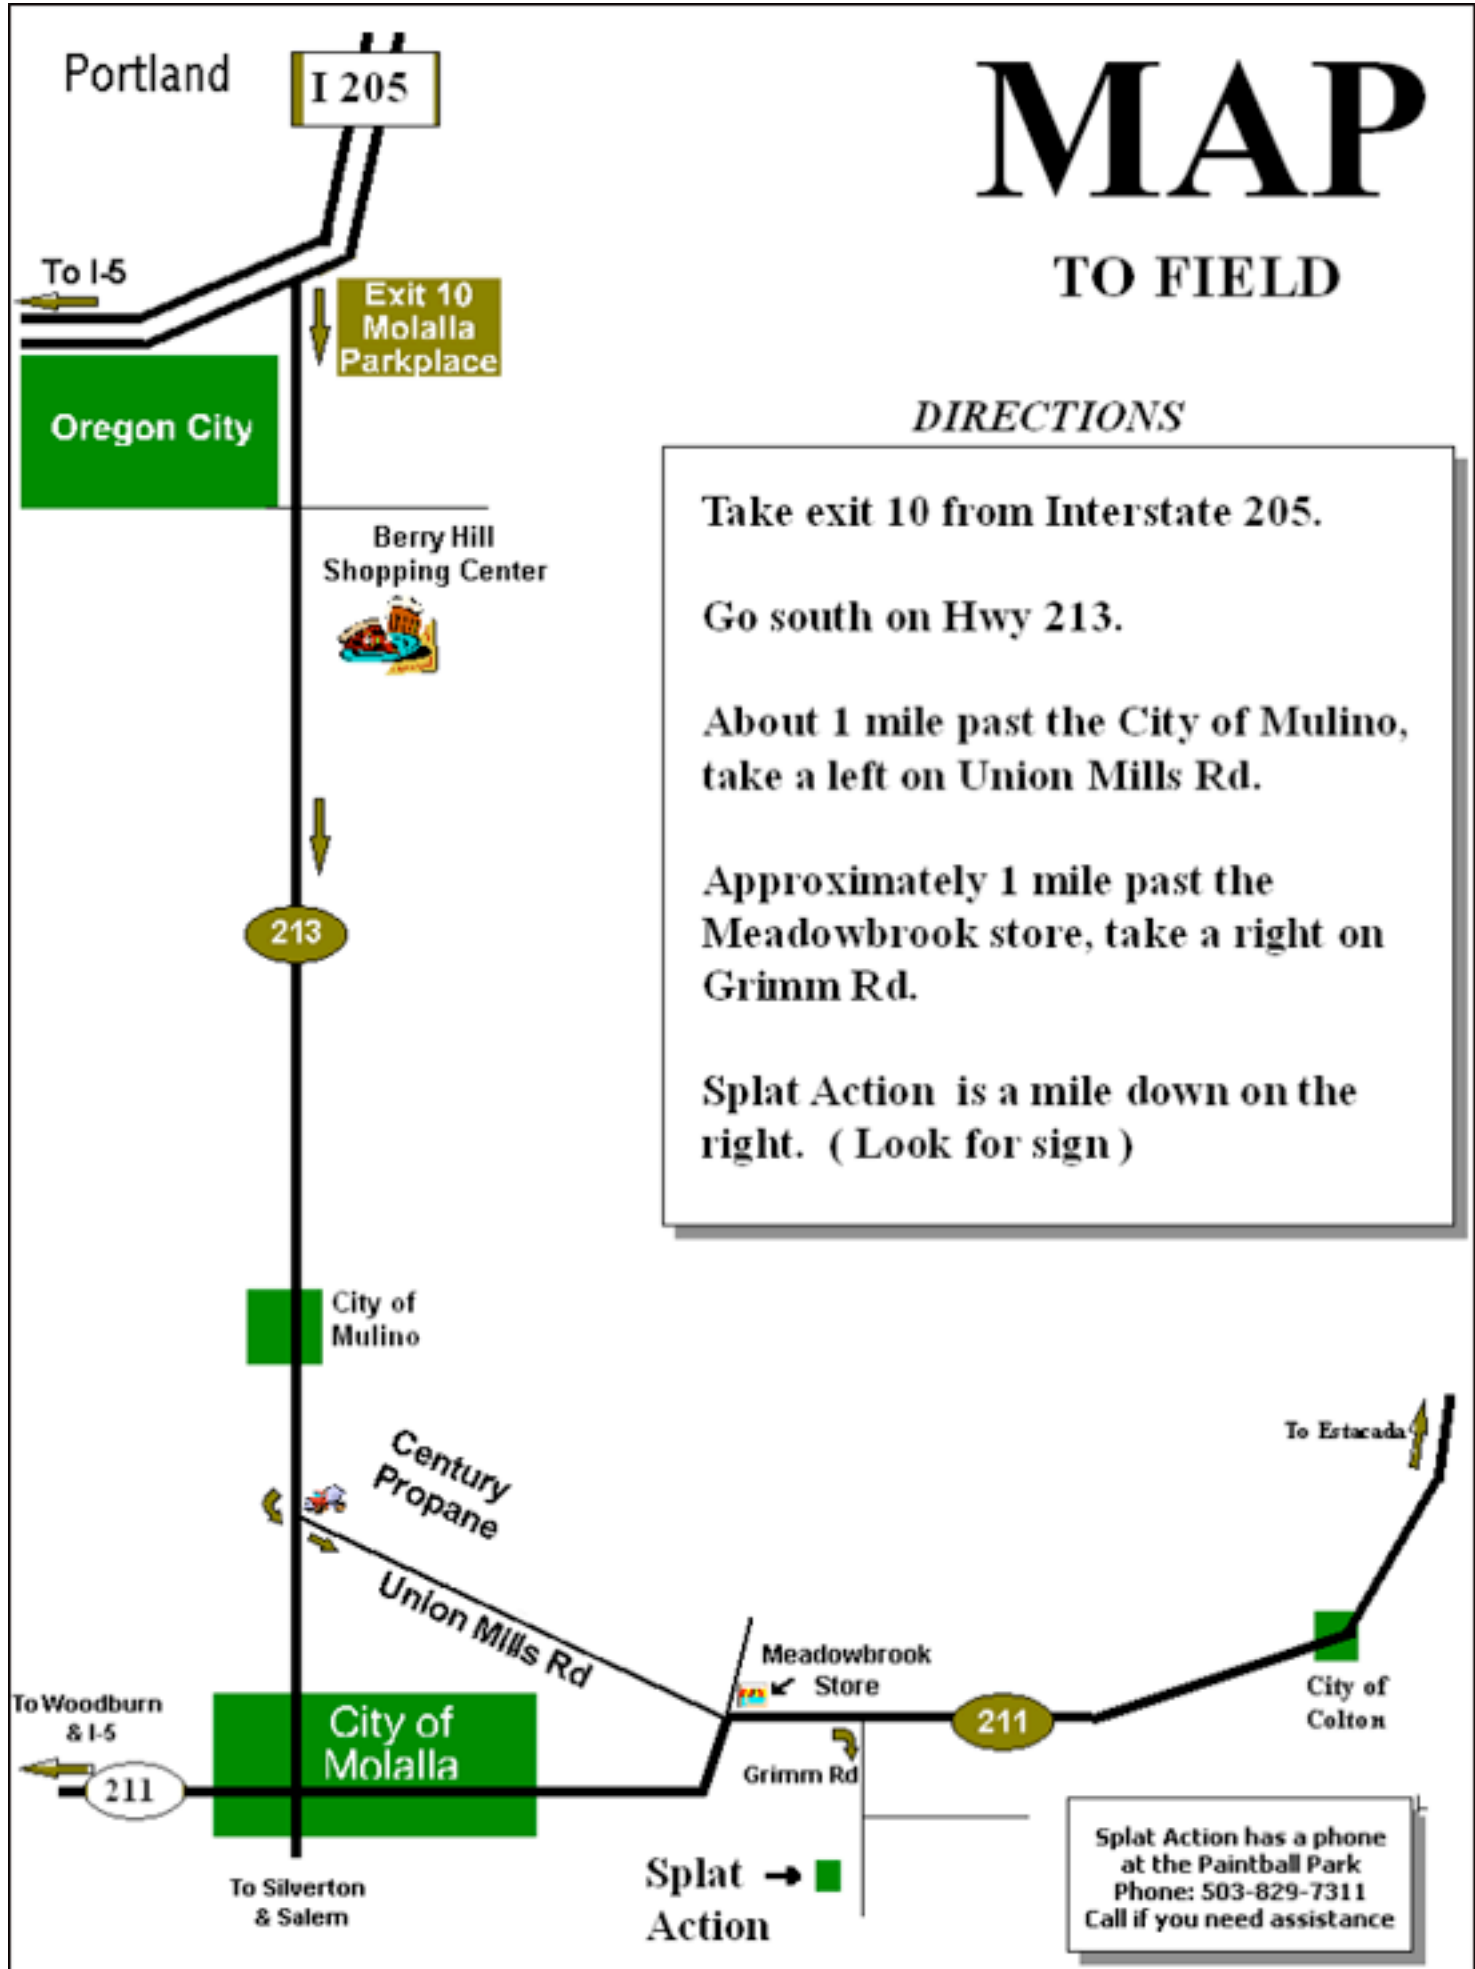 Portland
I 205
MAP
TO FIELD
To I-5
Exit 10
Molalla
Parkplace
Oregon City
DIRECTIONS
Take exit 10 from Interstate 205.
Go south on Hwy 213.
About 1 mile past the City of Mulino,
take a left on Union Mills Rd.
Approximately 1 mile past the
Meadowbrook store, take a right on
Grimm Rd.
Splat Action is a mile down on the
right. ( Look for sign )
Berry Hill
Shopping Center
213
City of
Mulino
Century
Propane
Union Mills Rd
To Estacada
Meadowbrook
Store
211
City of
Colton
Grimm Rd
To Woodburn
& I-5
211
City of
Molalla
To Silverton
& Salem
Splat
Action
Splat Action has a phone
at the Paintball Park
Phone: 503-829-7311
Call if you need assistance